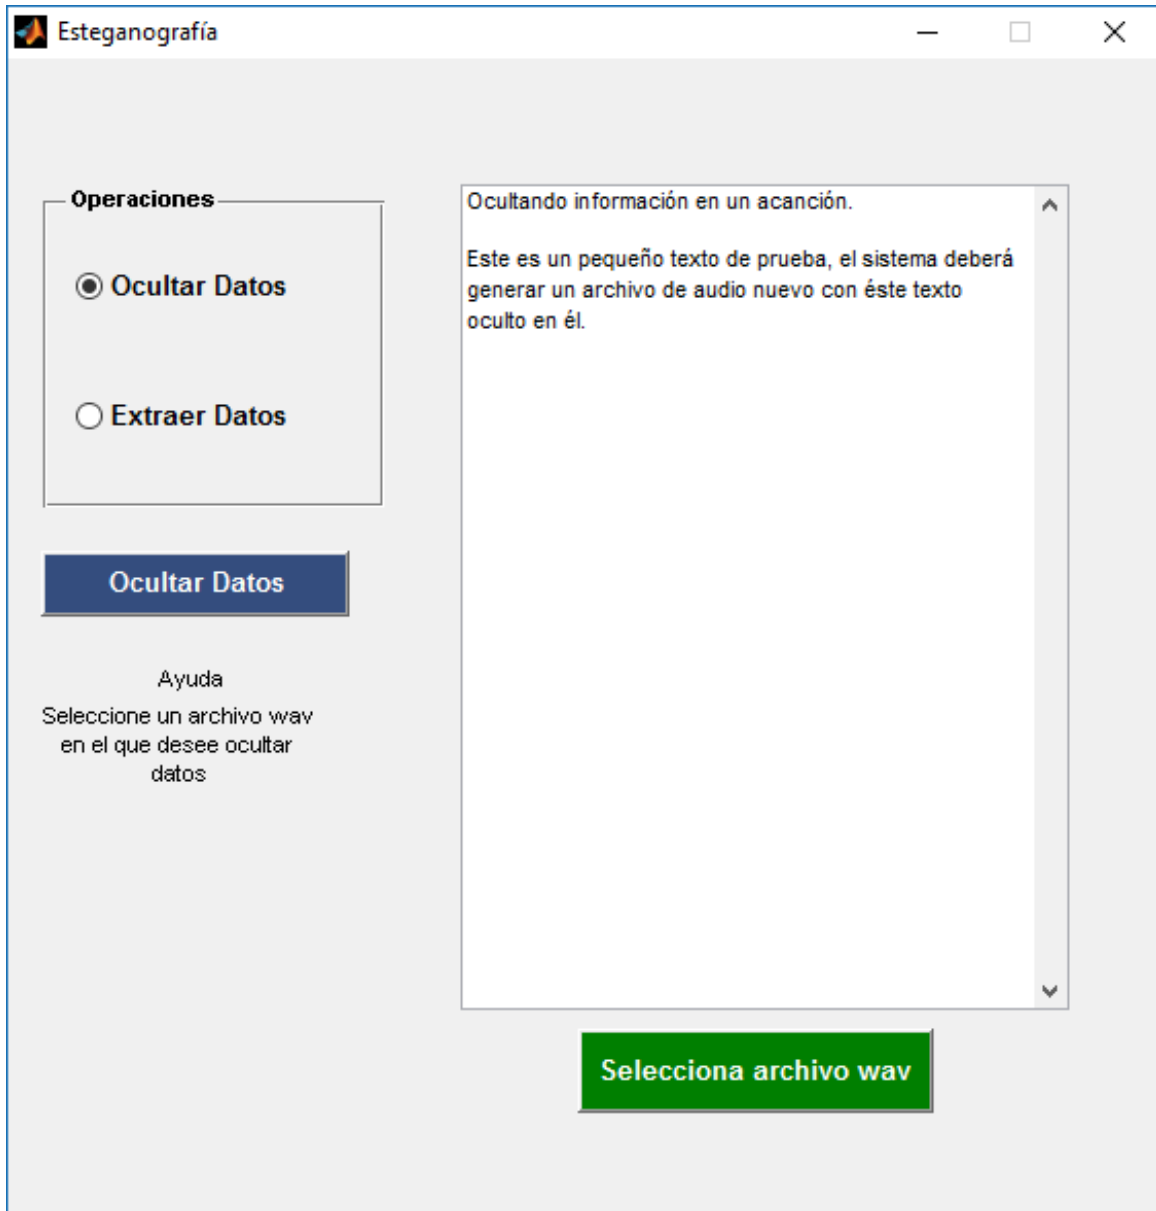 Esteganografía
Operaciones
Ocultar Datos
Extraer Datos
Ocultar Datos
Ayuda
Seleccione un archivo wav
en el que desee ocultar
datos
Ocultando información en un acanción.
Este es un pequeño texto de prueba, el sistema deberá
generar un archivo de audio nuevo con éste texto
oculto en él.
Selecciona archivo wav